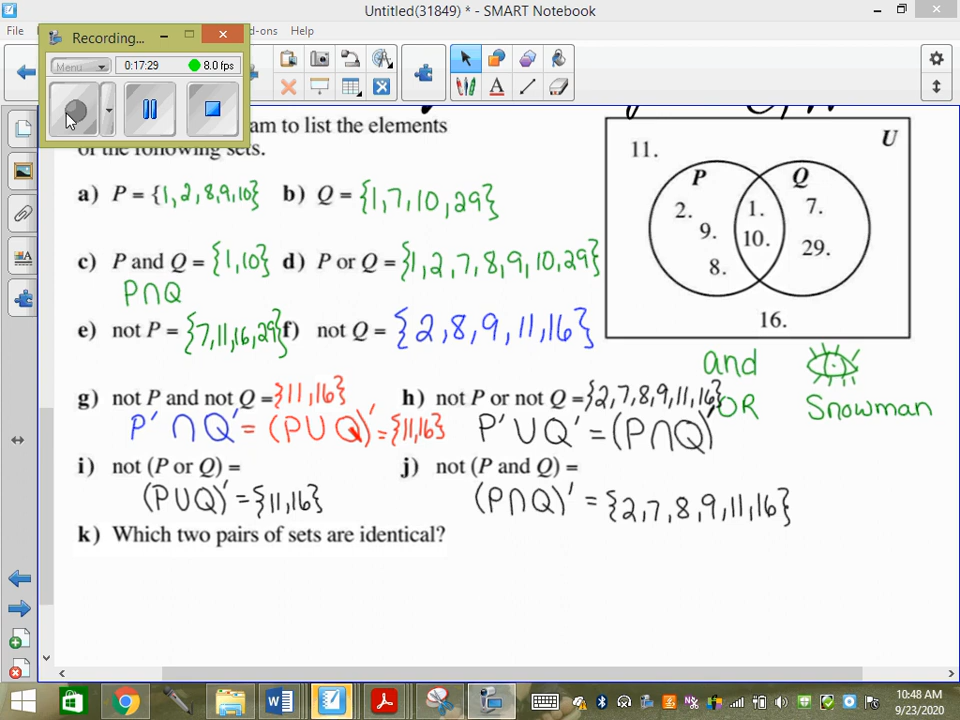 Untitled(31849) * - SMART Notebook
File
d-ons Help
Recording...
Menu 0:17:29 8.0 fps
am to list the elements
of the following sets.
a) P = {1,2,8,9,10} b) Q = {1,7,10,29}
c) P and Q = {1,10} d) P or Q = {1,2,7,8,9,10,29}
P∩Q
e) not P = {7,11,16,29} f) not Q = {2,8,9,11,16}
g) not P and not Q = }11,16} h) not P or not Q = {2,7,8,9,11,16}
P' ∩ Q' = (P∪Q)' = {11,16} P' ∪ Q' = (P∩Q)'
i) not (P or Q) = j) not (P and Q) =
(P∪Q)' = {11,16} (P∩Q)' = {2,7,8,9,11,16}
k) Which two pairs of sets are identical?
11. U
P Q
2. 1. 7.
9. 10. 29.
8.
16.
and
OR Snowman
10:48 AM
9/23/2020